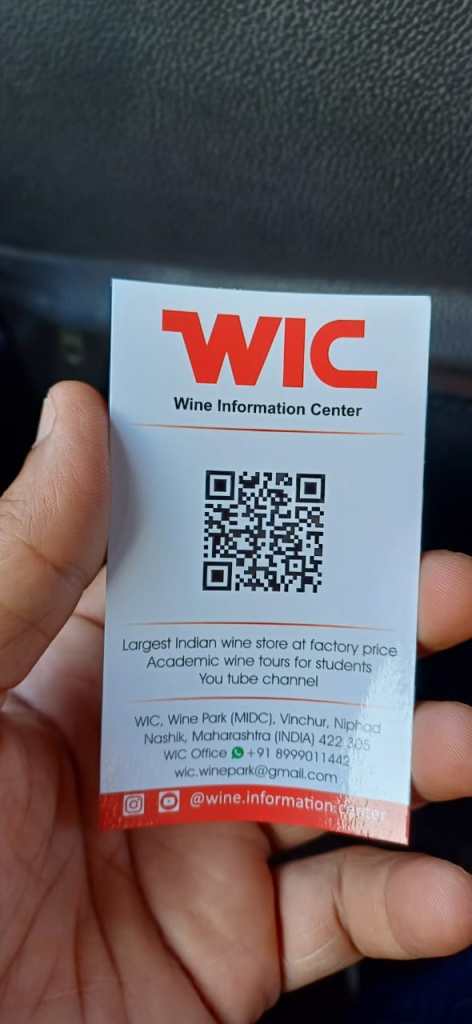 WIC
Wine Information Center
Largest Indian wine store at factory price
Academic wine tours for students
You tube channel
WIC, Wine Park (MIDC), Vinchur, Niphad
Nashik, Maharashtra (INDIA) 422 305
WIC Office +91 8999011442
wic.winepark@gmail.com
@wine.information.center